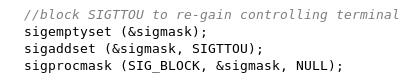 //block SIGTTOU to re-gain controlling terminal
sigemptyset (&sigmask);
sigaddset (&sigmask, SIGTTOU);
sigprocmask (SIG_BLOCK, &sigmask, NULL);